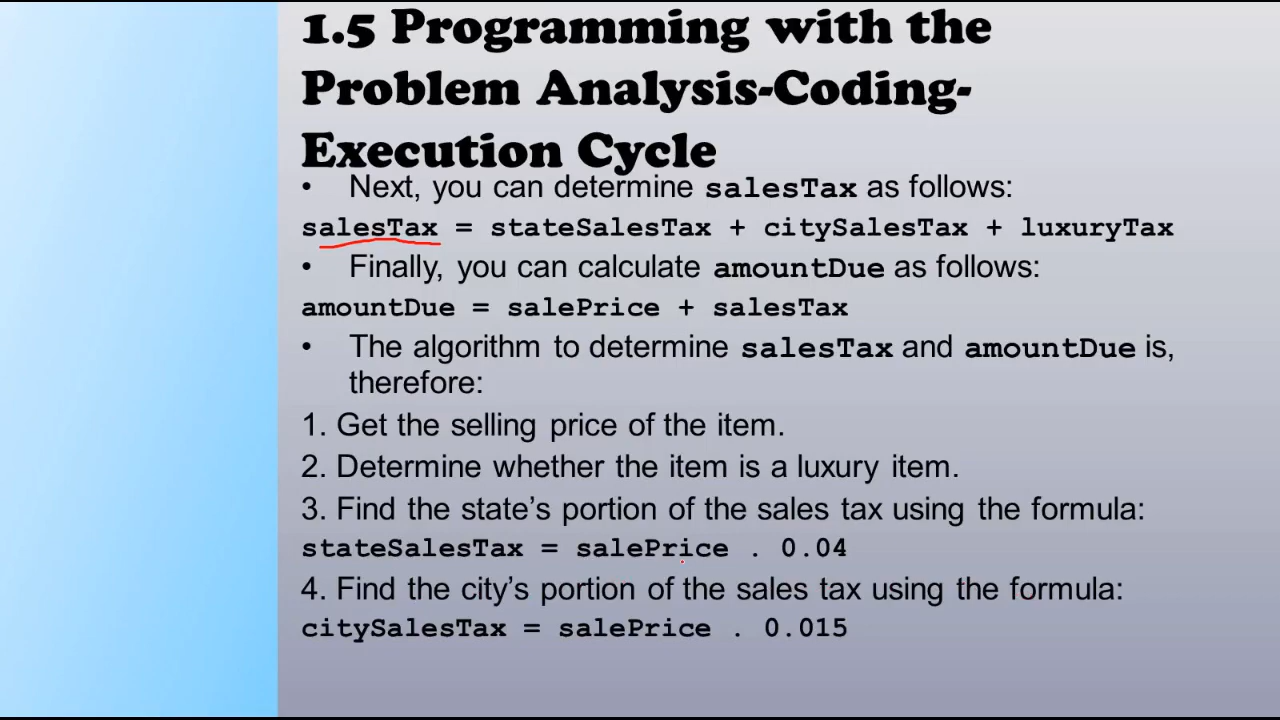 1.5 Programming with the
Problem Analysis-Coding-
Execution Cycle
• Next, you can determine salesTax as follows:
salesTax = stateSalesTax + citySalesTax + luxuryTax
• Finally, you can calculate amountDue as follows:
amountDue = salePrice + salesTax
• The algorithm to determine salesTax and amountDue is,
therefore:
1. Get the selling price of the item.
2. Determine whether the item is a luxury item.
3. Find the state’s portion of the sales tax using the formula:
stateSalesTax = salePrice . 0.04
4. Find the city’s portion of the sales tax using the formula:
citySalesTax = salePrice . 0.015